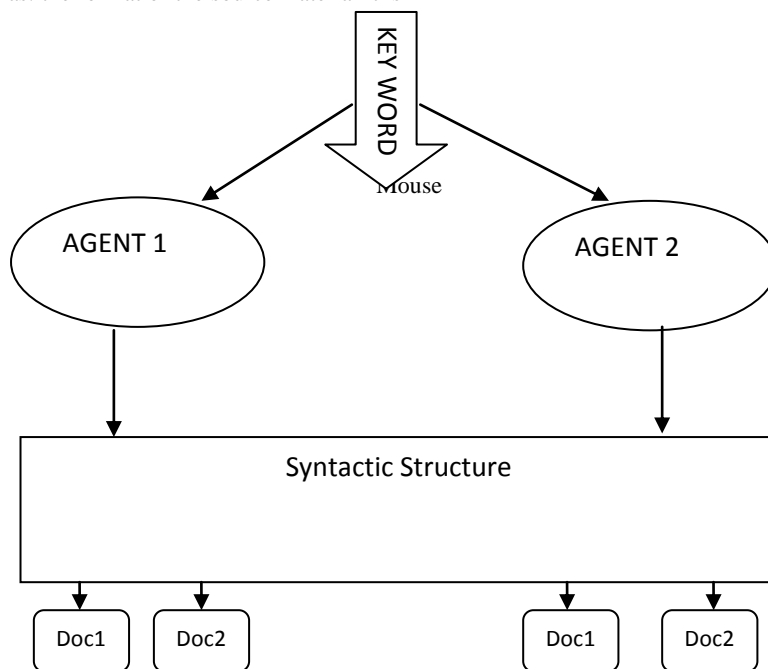 KEY WORD
Mouse
AGENT 1
AGENT 2
Syntactic Structure
Doc1
Doc2
Doc1
Doc2